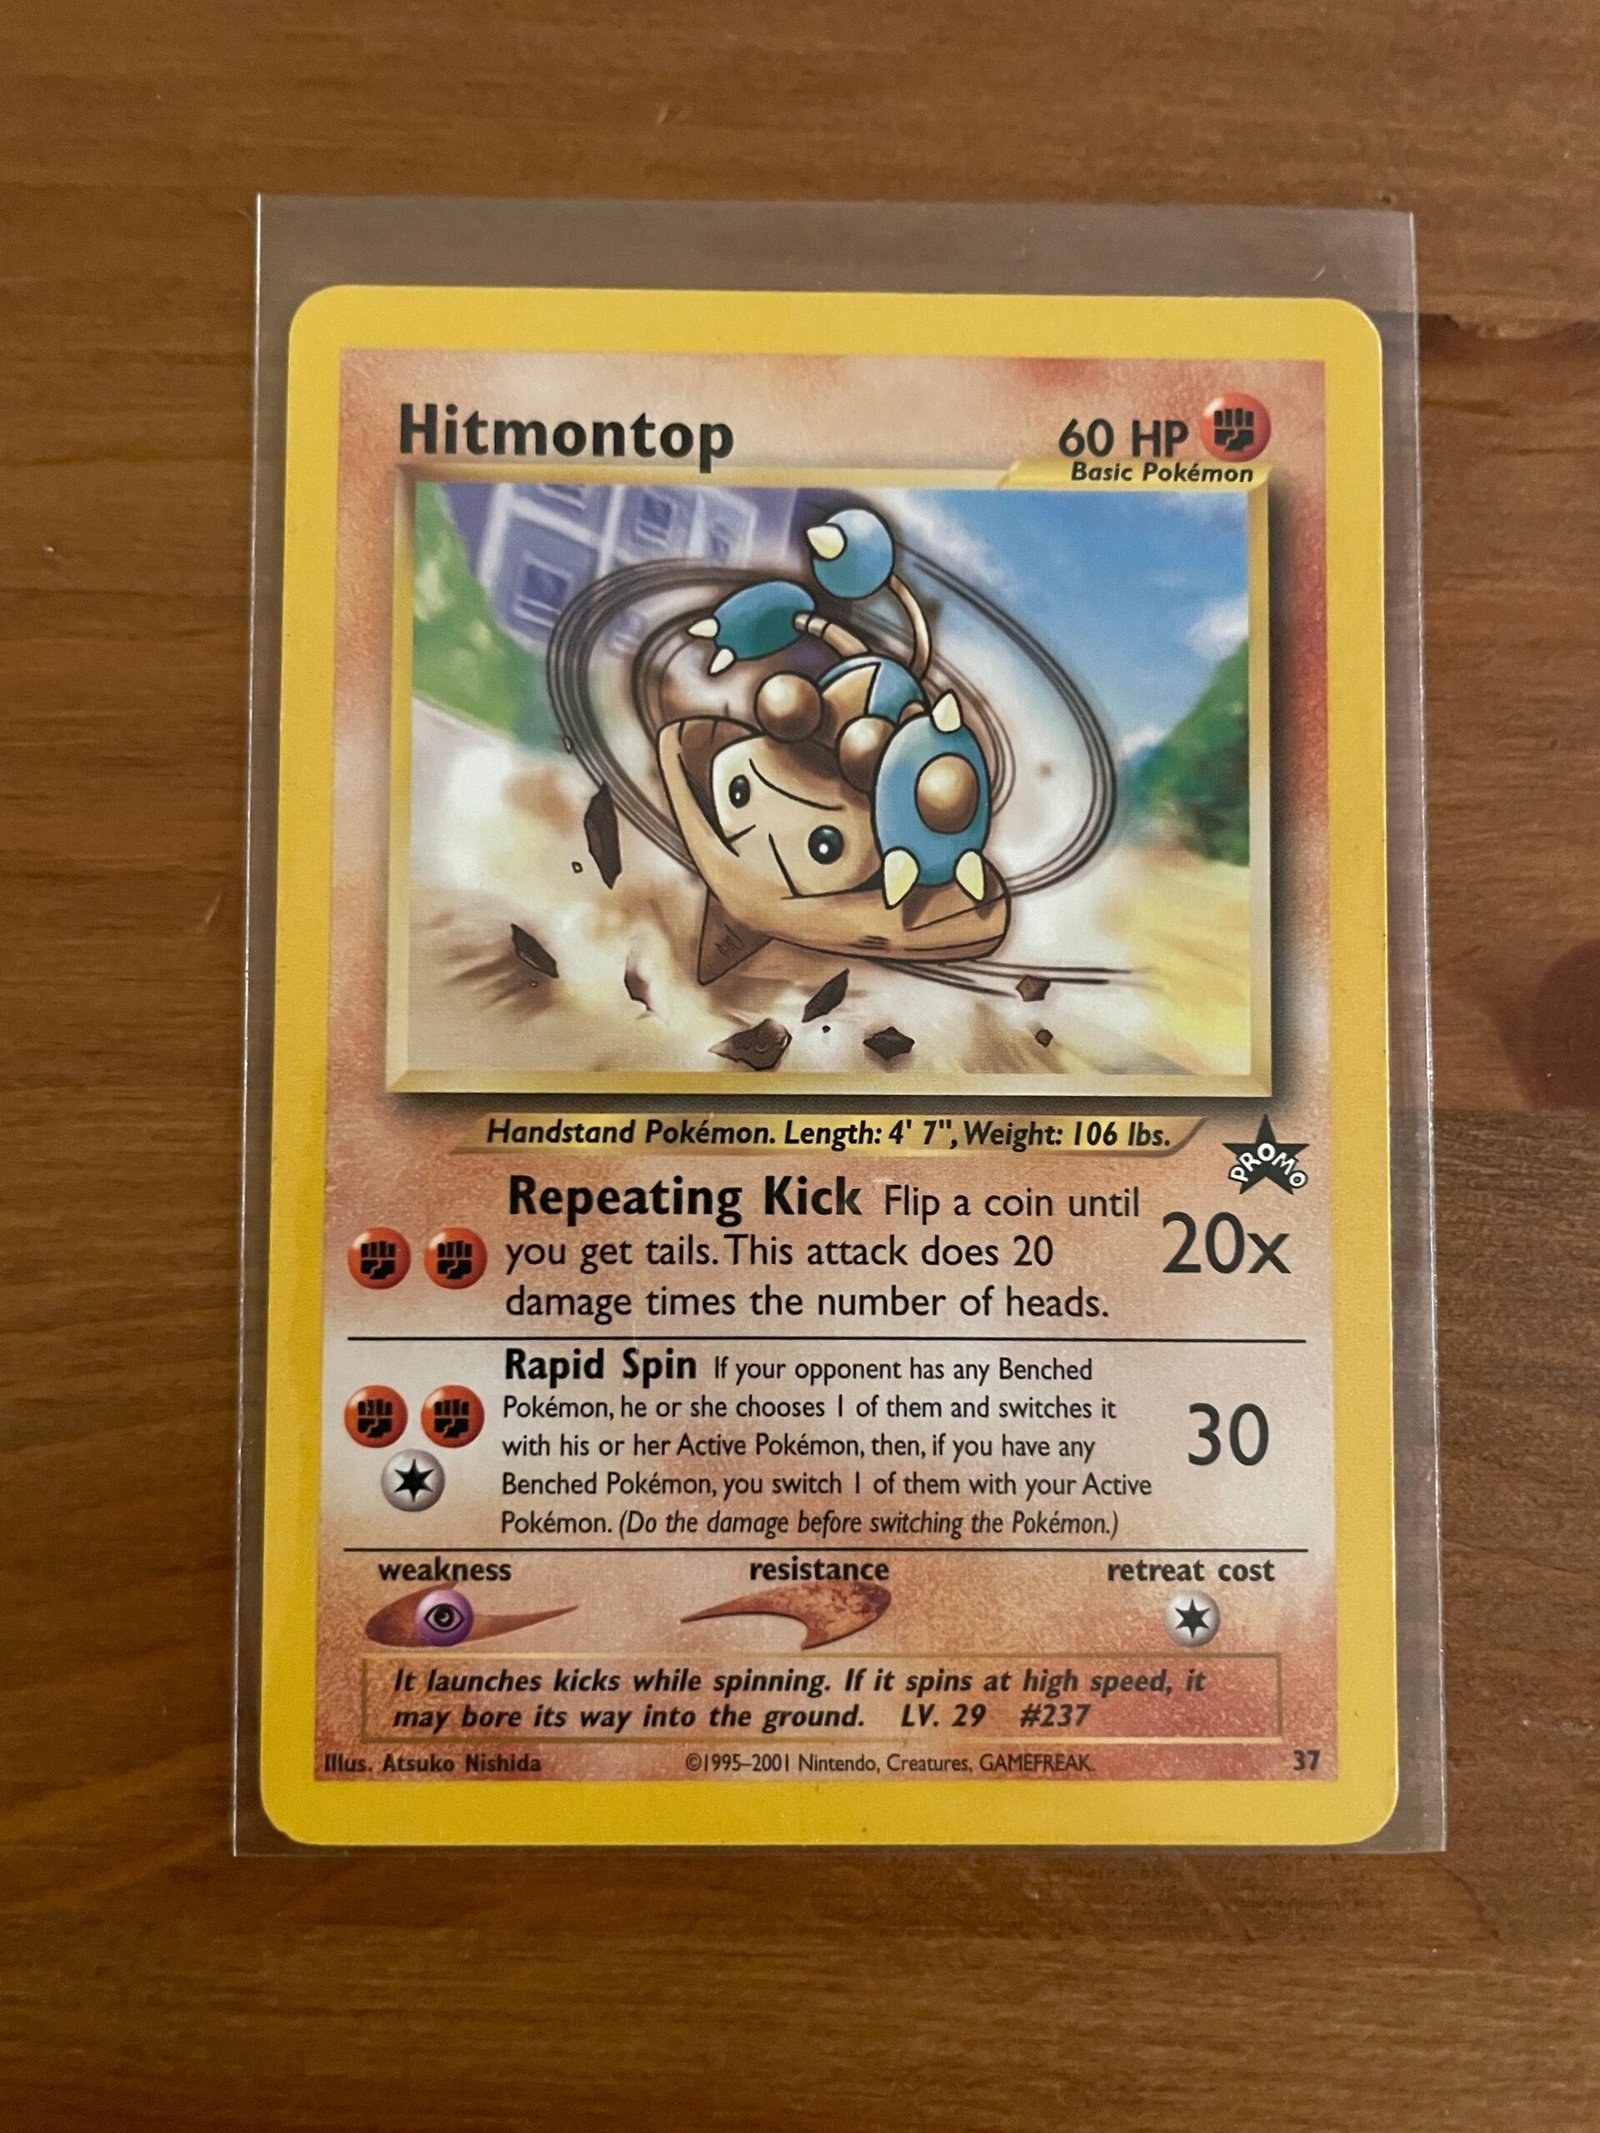 Hitmontop
60 HP
Basic Pokémon
Handstand Pokémon. Length: 4' 7", Weight: 106 lbs.
PROMO
Repeating Kick Flip a coin until
you get tails. This attack does 20
damage times the number of heads.
20x
Rapid Spin If your opponent has any Benched
Pokémon, he or she chooses 1 of them and switches it
with his or her Active Pokémon, then, if you have any
Benched Pokémon, you switch 1 of them with your Active
Pokémon. (Do the damage before switching the Pokémon.)
30
weakness
resistance
retreat cost
It launches kicks while spinning. If it spins at high speed, it
may bore its way into the ground. LV. 29 #237
Illus. Atsuko Nishida
©1995–2001 Nintendo, Creatures, GAMEFREAK.
37